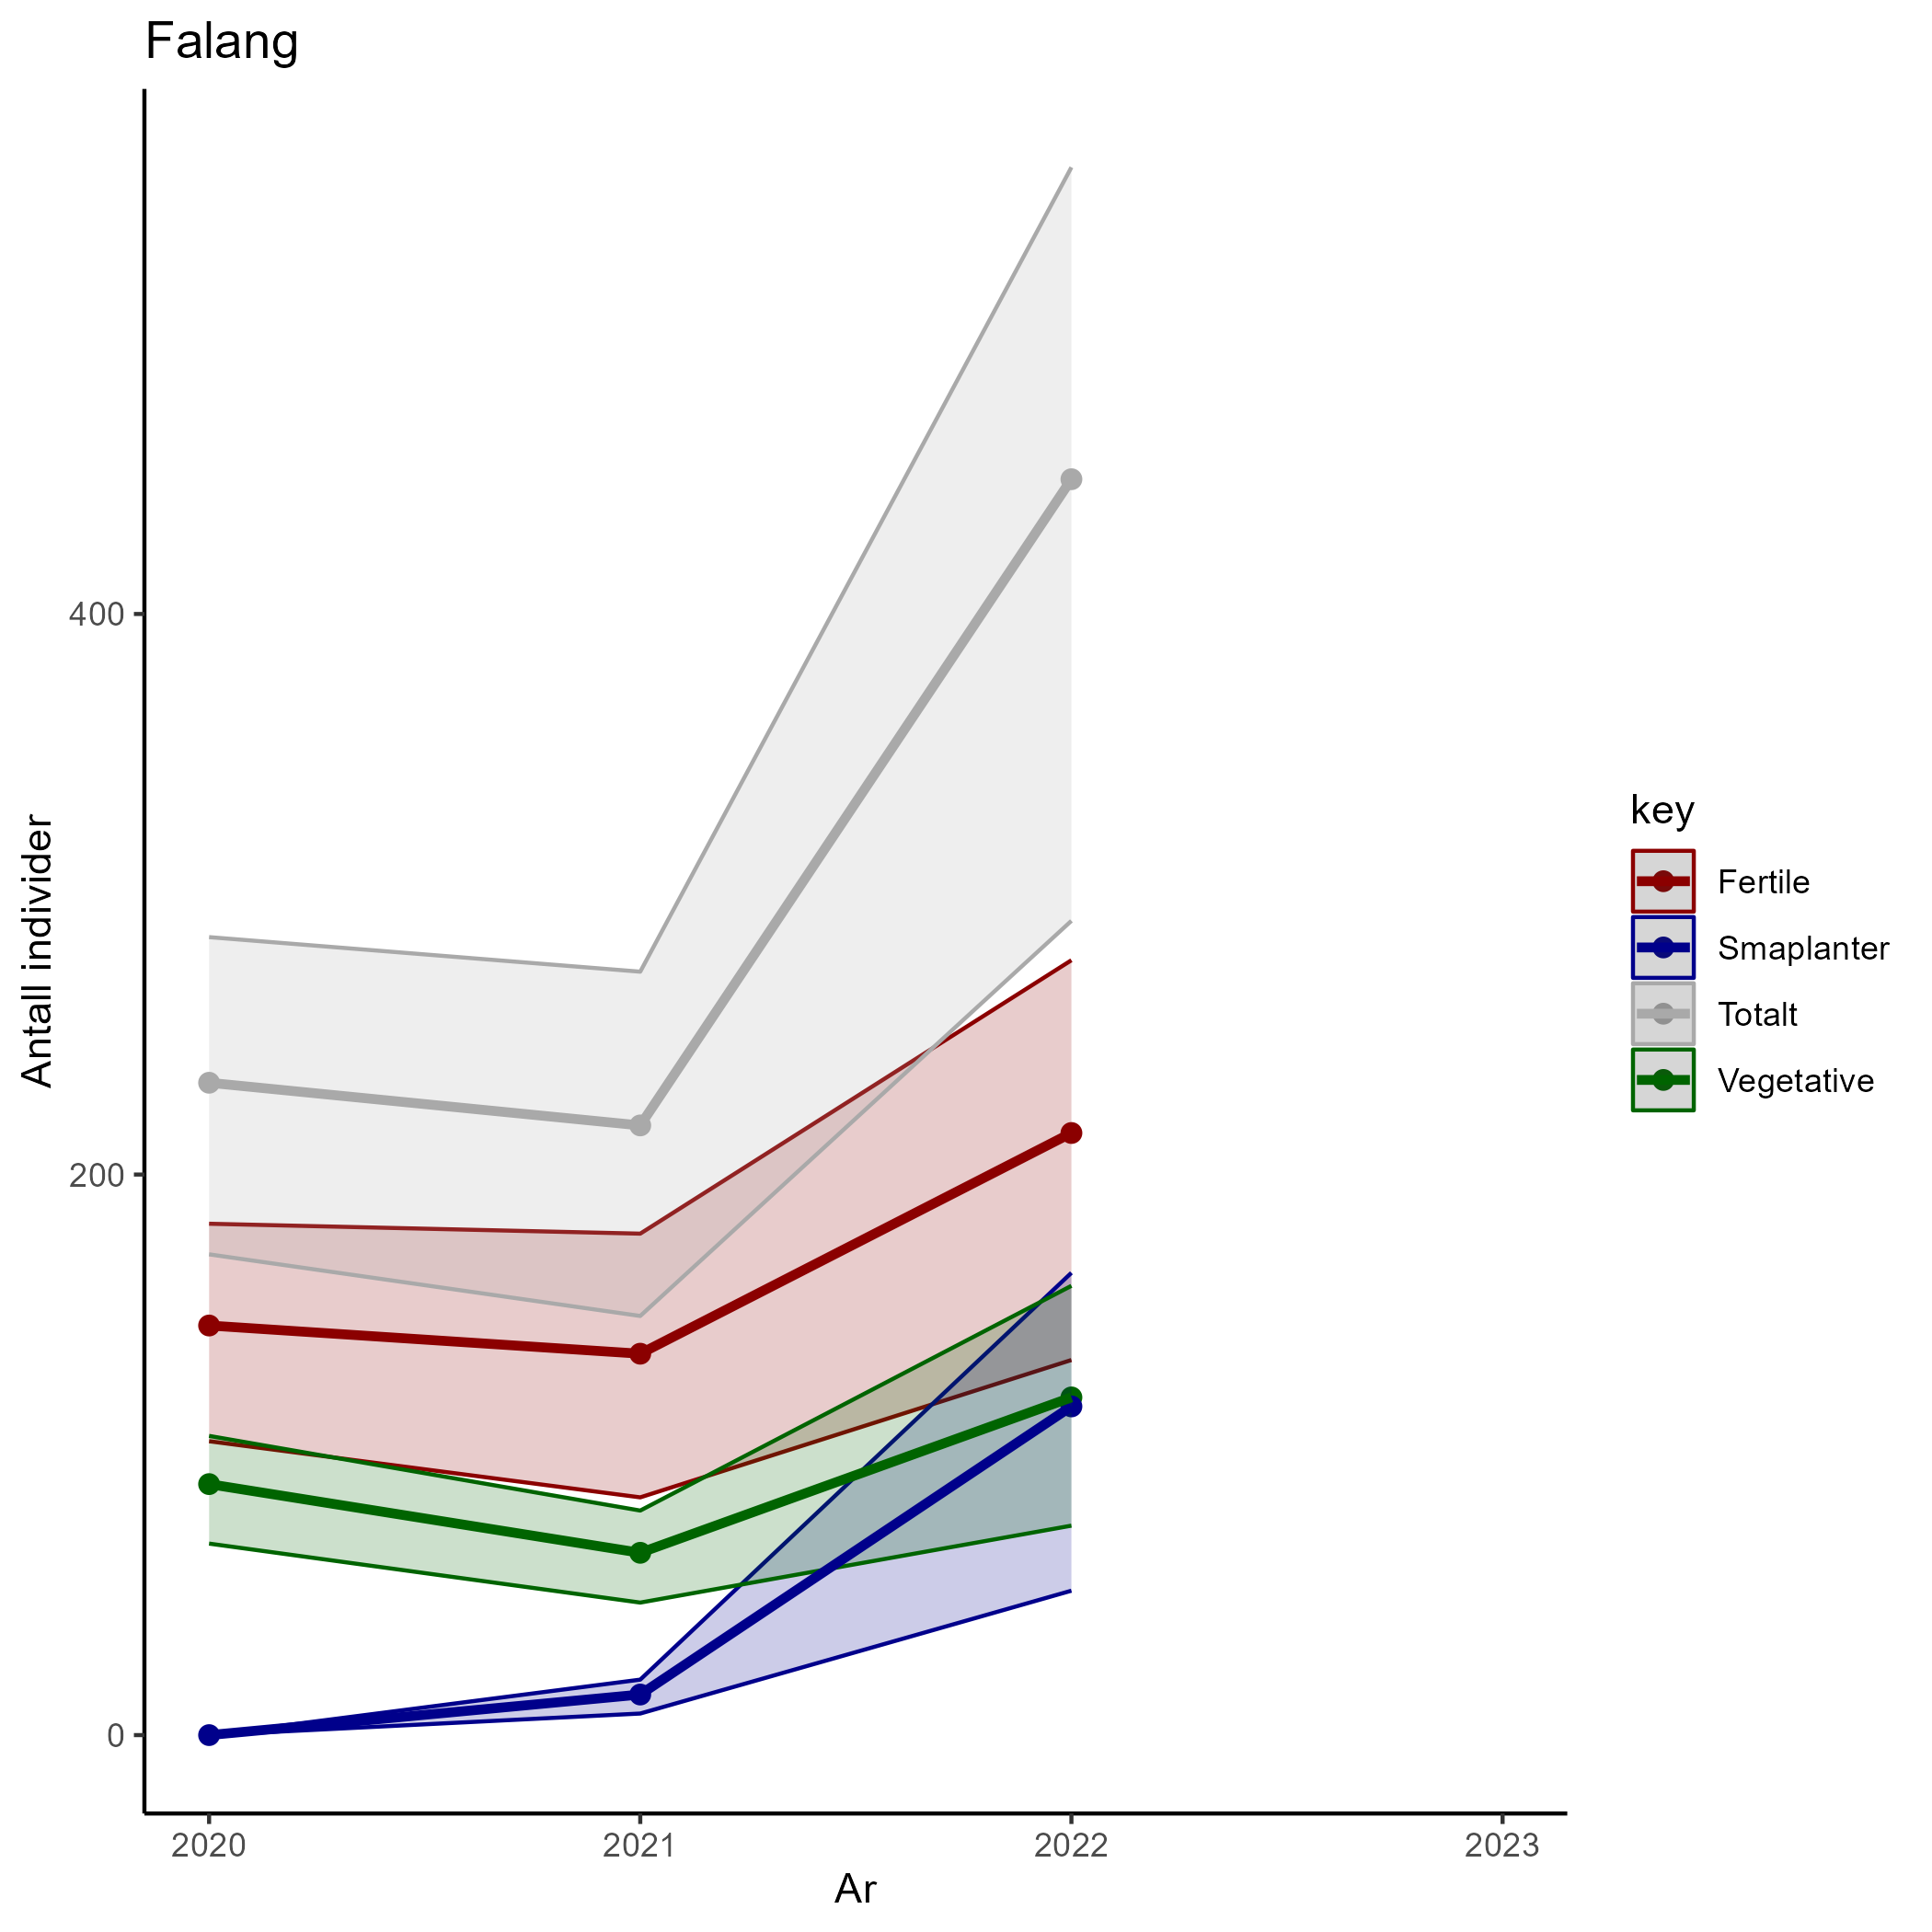 Falang
Antall individer
400
200
0
2020
2021
2022
2023
Ar
key
Fertile
Smaplanter
Totalt
Vegetative